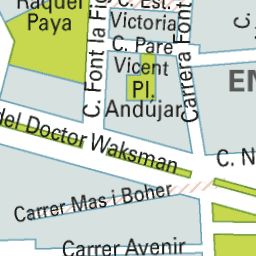 Raquel
Paya
C. Est.
Victoria
C. Pare
Vicent
Pl.
Andújar
C. Font la Fig
Carrera Font
C.
EN
del Doctor Waksman
C. N
Carrer Mas i Boher
Carrer Avenir